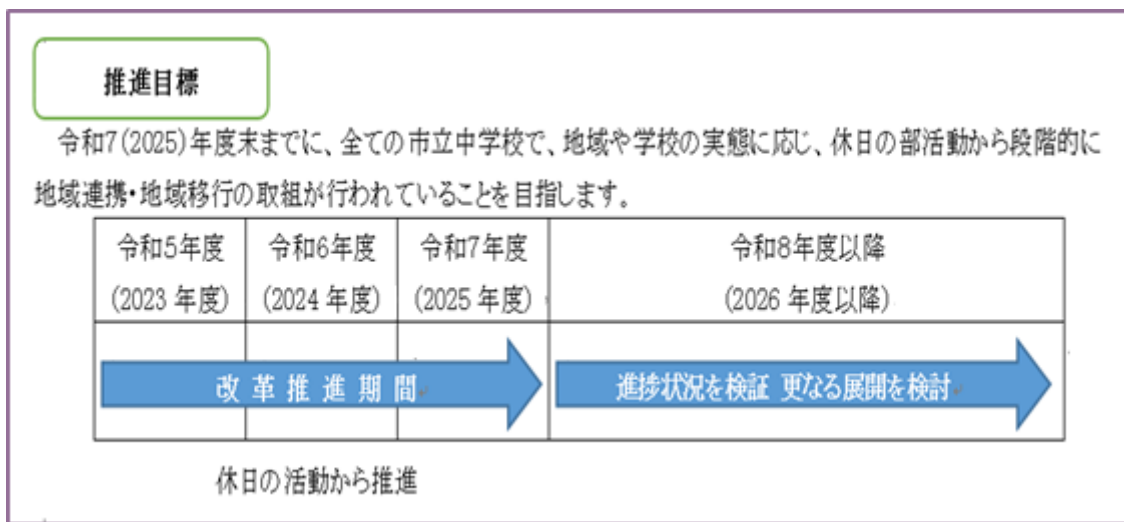 推進目標
令和7(2025)年度末までに、全ての市立中学校で、地域や学校の実態に応じ、休日の部活動から段階的に
地域連携・地域移行の取組が行われていることを目指します。
令和5年度 令和6年度 令和7年度 令和8年度以降
(2023 年度) (2024 年度) (2025 年度) (2026 年度以降)
改革推進期間 進捗状況を検証 更なる展開を検討
休日の活動から推進